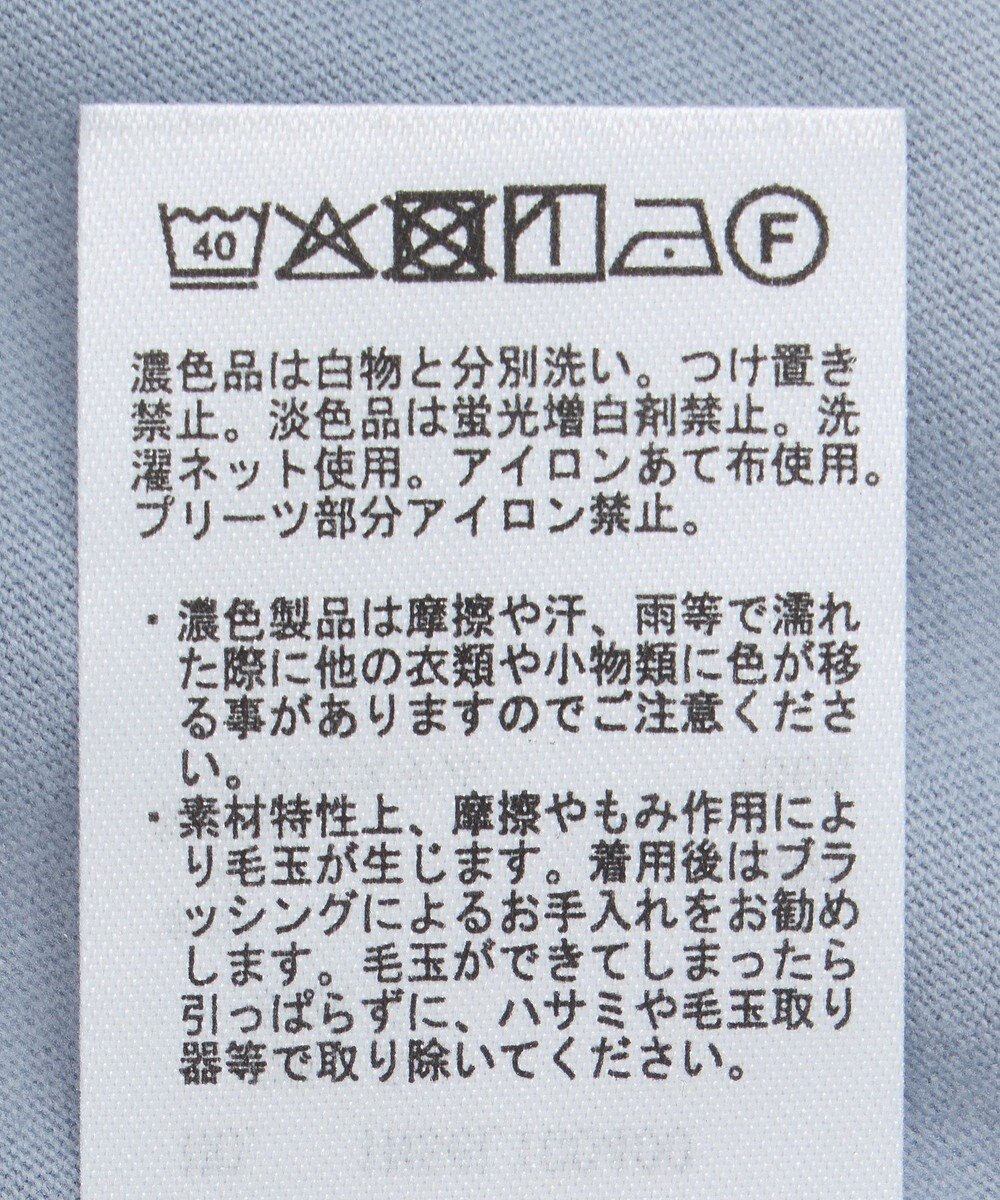 40 F
濃色品は白物と分別洗い。つけ置き
禁止。淡色品は蛍光増白剤禁止。洗
濯ネット使用。アイロンあて布使用。
プリーツ部分アイロン禁止。
・濃色製品は摩擦や汗、雨等で濡れ
た際に他の衣類や小物類に色が移
る事がありますのでご注意くださ
い。
・素材特性上、摩擦やもみ作用によ
り毛玉が生じます。着用後はブラ
ッシングによるお手入れをお勧め
します。毛玉ができてしまったら
引っぱらずに、ハサミや毛玉取り
器等で取り除いてください。